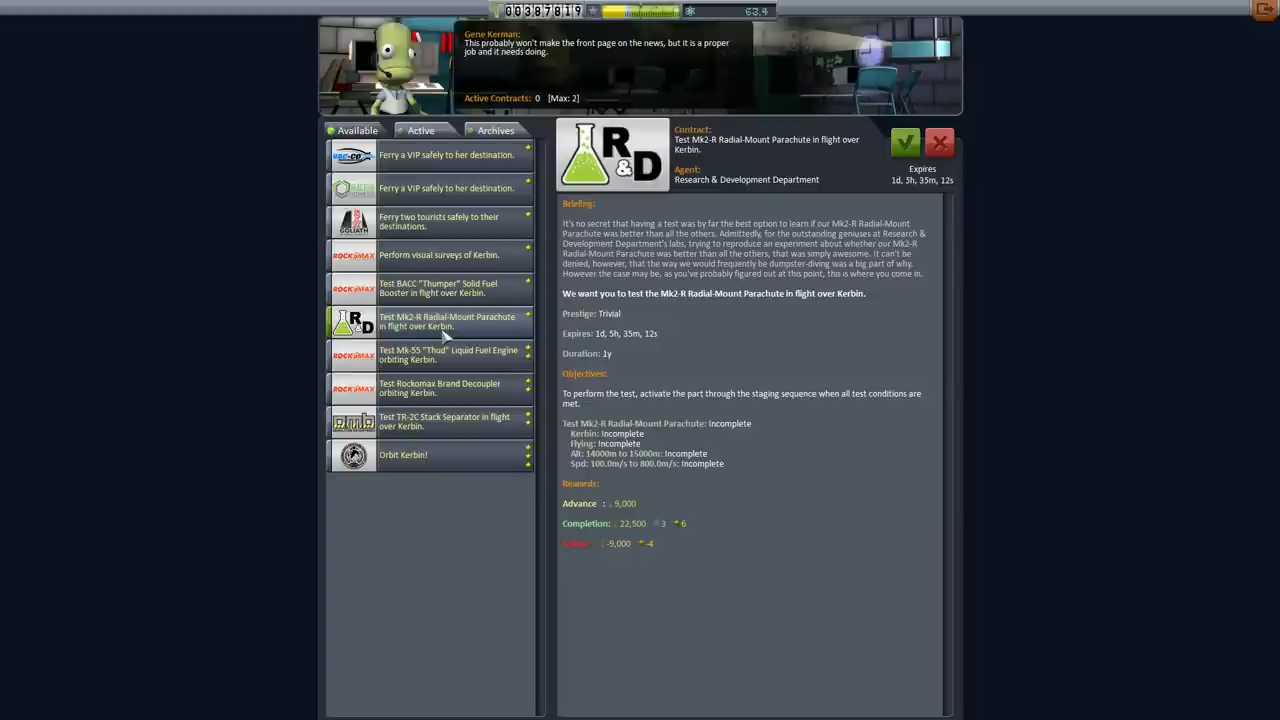 00387819
63.4
Gene Kerman:
This probably won't make the front page on the news, but it is a proper
job and it needs doing.
Active Contracts: 0 [Max: 2]
Available
Active
Archives
Ferry a VIP safely to her destination.
Ferry a VIP safely to her destination.
GOLIATH
Ferry two tourists safely to their
destinations.
ROCKOMAX
Perform visual surveys of Kerbin.
ROCKOMAX
Test BACC "Thumper" Solid Fuel
Booster in flight over Kerbin.
R&D
Test Mk2-R Radial-Mount Parachute
in flight over Kerbin.
ROCKOMAX
Test Mk-55 "Thud" Liquid Fuel Engine
orbiting Kerbin.
ROCKOMAX
Test Rockomax Brand Decoupler
orbiting Kerbin.
Test TR-2C Stack Separator in flight
over Kerbin.
Orbit Kerbin!
R&D
Contract:
Test Mk2-R Radial-Mount Parachute in flight over
Kerbin.
Agent:
Research & Development Department
Expires
1d, 5h, 35m, 12s
Briefing:
It's no secret that having a test was by far the best option to learn if our Mk2-R Radial-Mount
Parachute was better than all the others. Admittedly, for the outstanding geniuses at Research &
Development Department's labs, trying to reproduce an experiment about whether our Mk2-R
Radial-Mount Parachute was better than all the others, that was simply awesome. It can't be
denied, however, that the way we would frequently be dumpster-diving was a big part of why.
However the case may be, as you've probably figured out at this point, this is where you come in.
We want you to test the Mk2-R Radial-Mount Parachute in flight over Kerbin.
Prestige: Trivial
Expires: 1d, 5h, 35m, 12s
Duration: 1y
Objectives:
To perform the test, activate the part through the staging sequence when all test conditions are
met.
Test Mk2-R Radial-Mount Parachute: Incomplete
Kerbin: Incomplete
Flying: Incomplete
Alt: 14000m to 15000m: Incomplete
Spd: 100.0m/s to 800.0m/s: Incomplete
Rewards:
Advance : 9,000
Completion: 22,500 3 6
: -9,000 -4